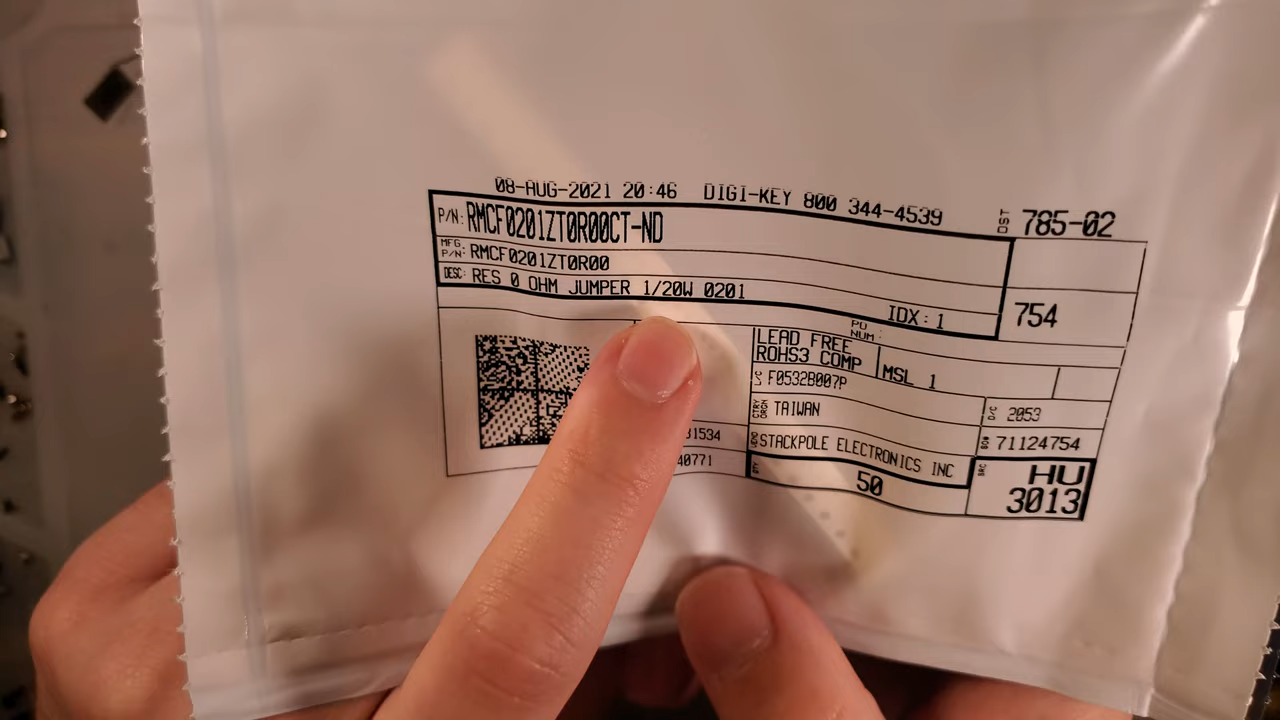 08-AUG-2021 20:46 DIGI-KEY 800 344-4539
DST 785-02
P/N: RMCF0201ZT0R00CT-ND
MFG P/N: RMCF0201ZT0R00
DESC: RES 0 OHM JUMPER 1/20W 0201
IDX: 1
754
PO NUM:
LEAD FREE
ROHS3 COMP
MSL 1
F0532B007P
CTRY ORGN TAIWAN
D/C 2053
31534
STACKPOLE ELECTRONICS INC
71124754
40771
50
HU
3013